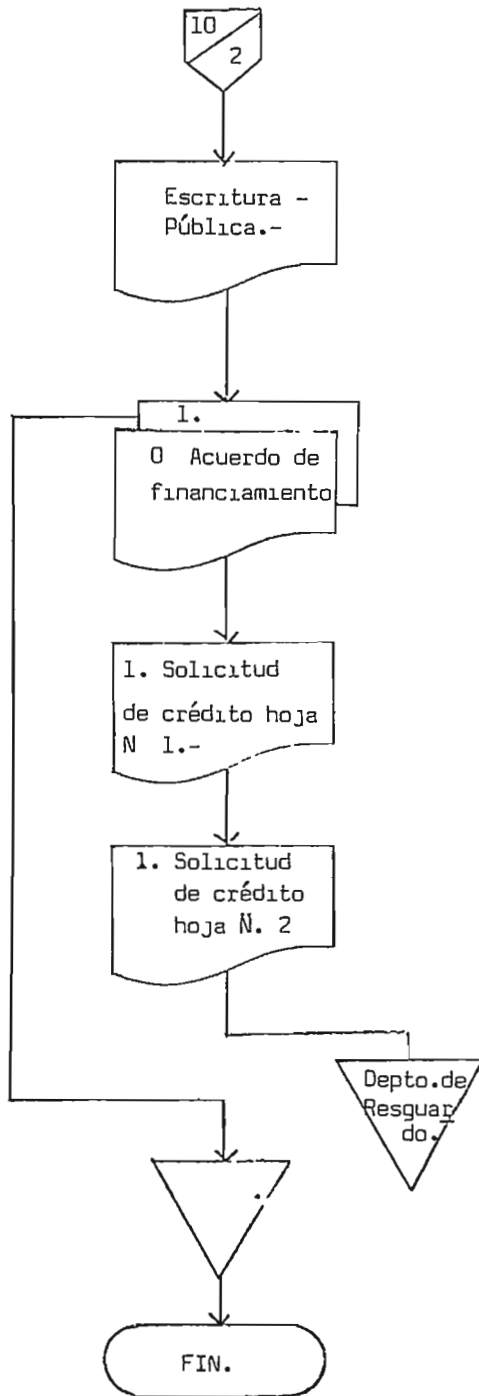 10
2
Escritura -
Pública.-
1.
O Acuerdo de
financiamiento
1. Solicitud
de crédito hoja
N 1.-
1. Solicitud
de crédito
hoja N. 2
Depto.de
Resguar
do.
.
FIN.